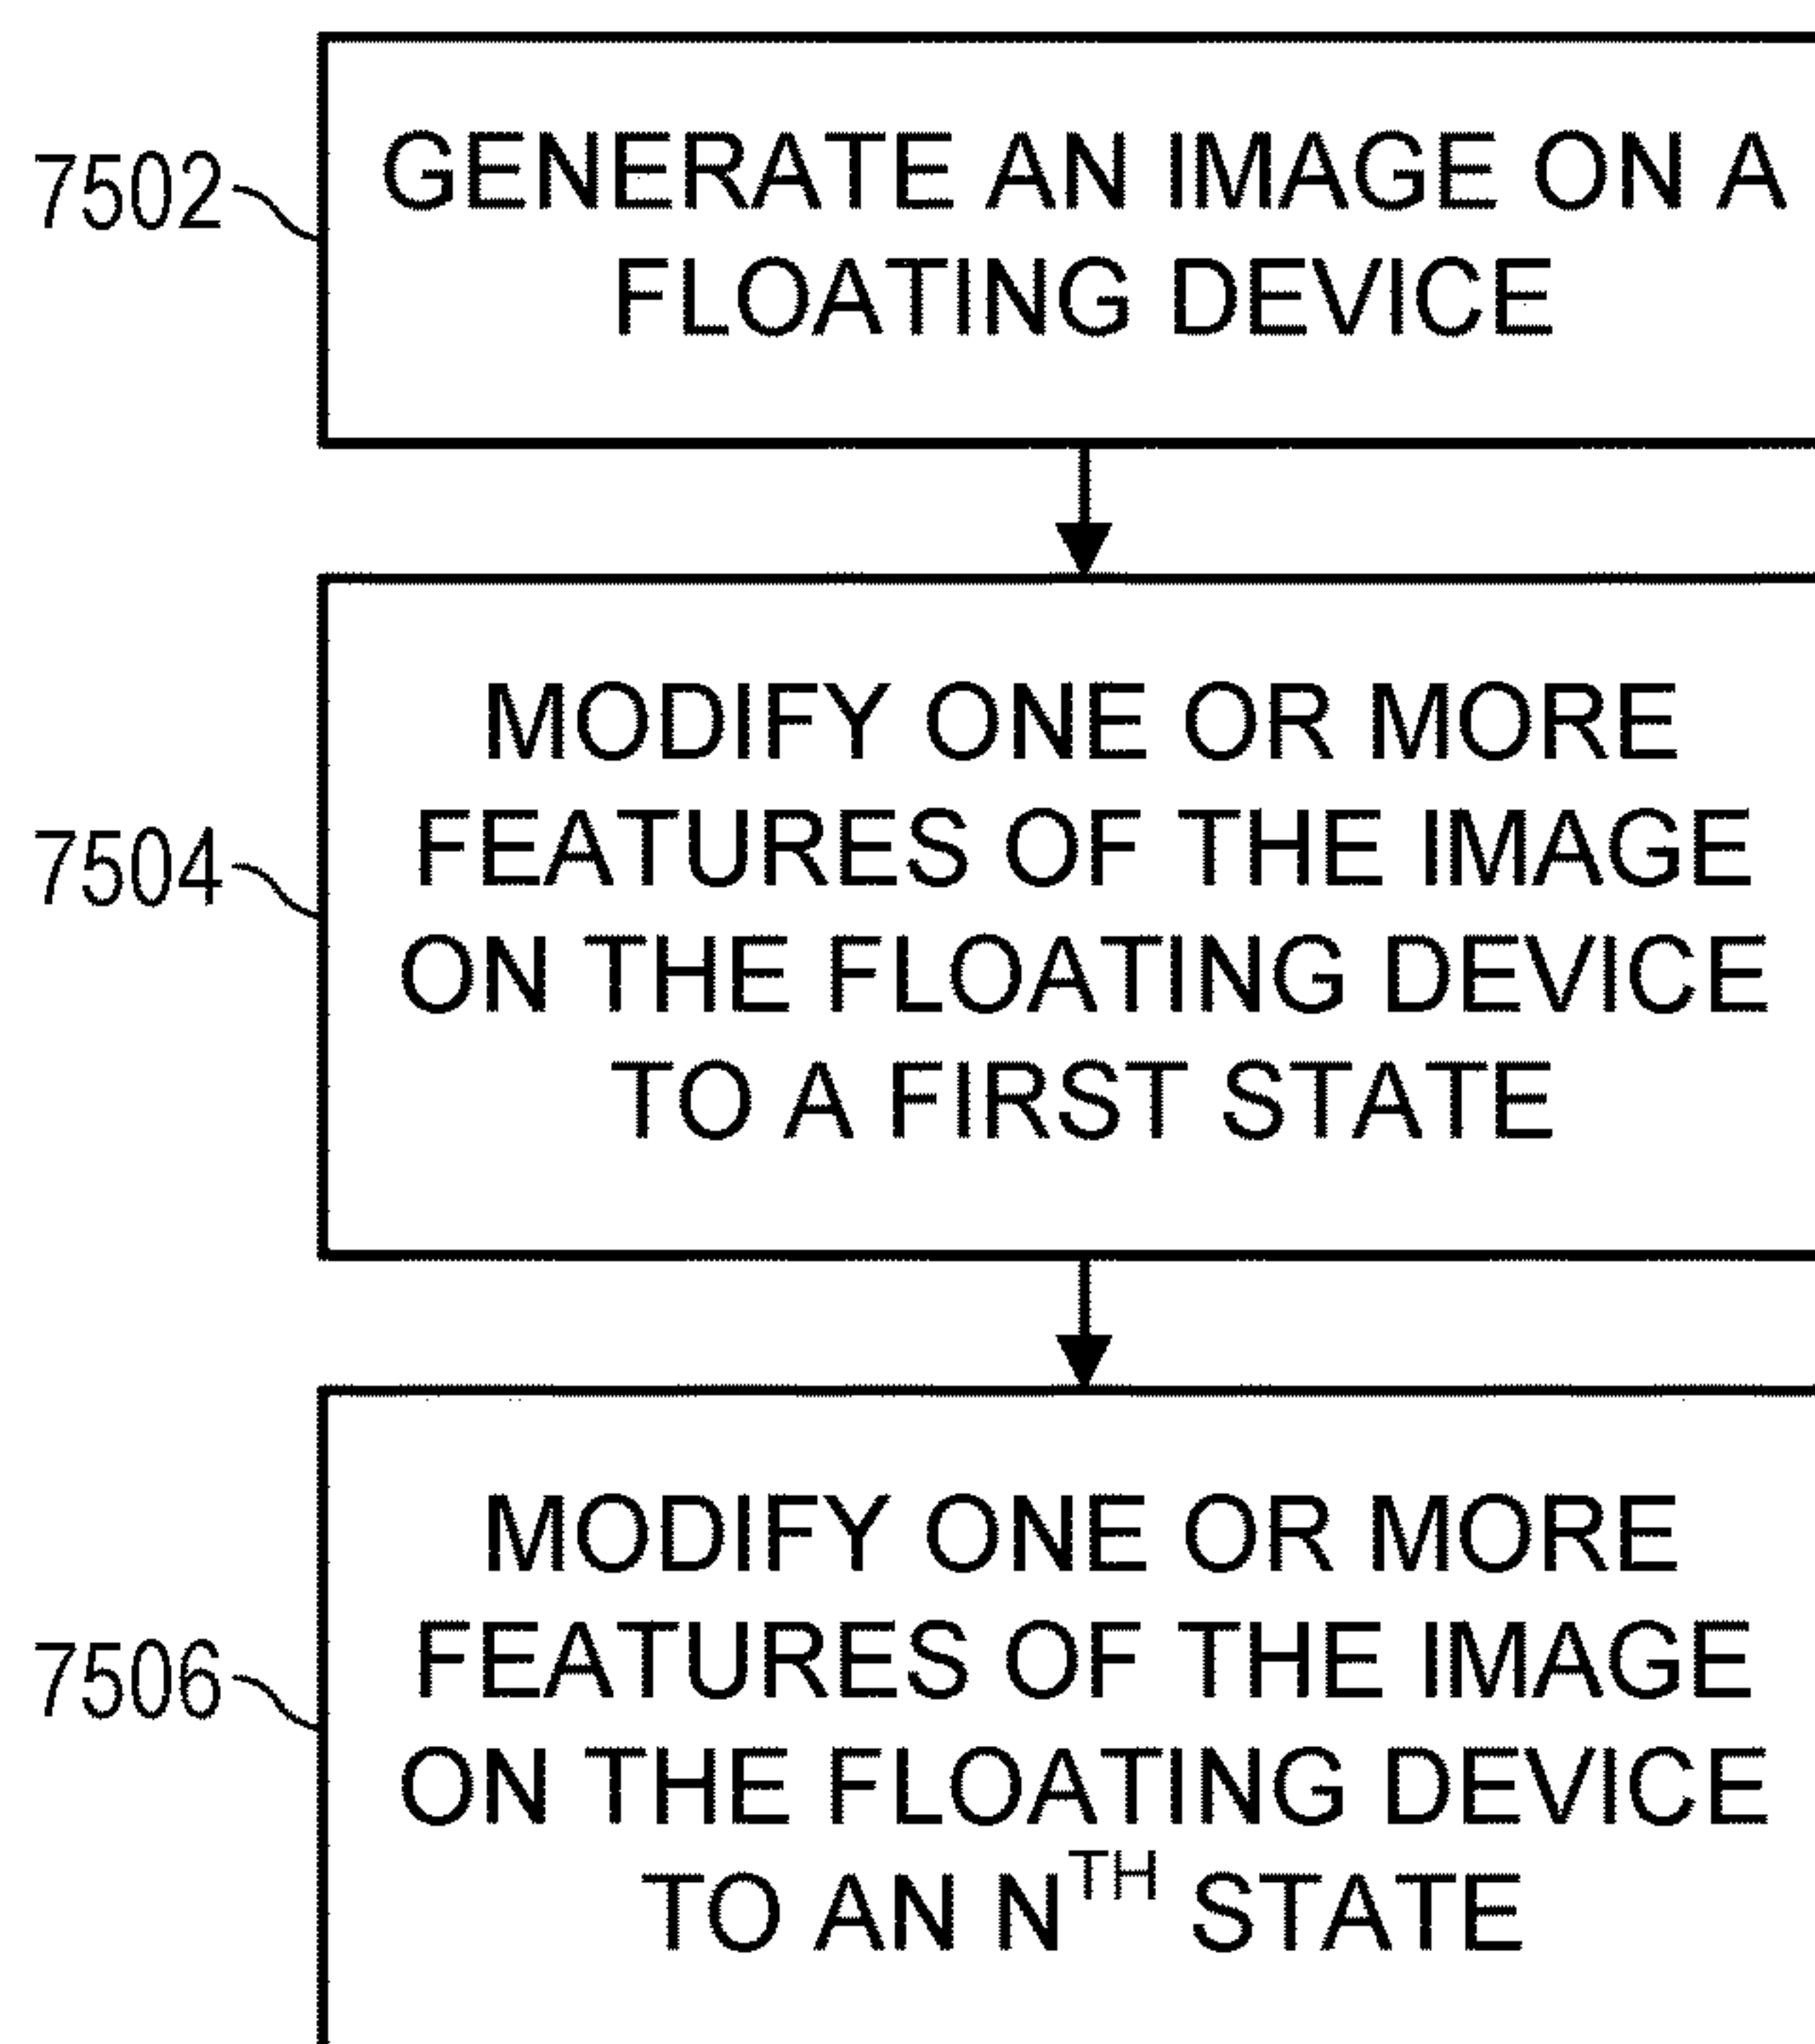 7502
GENERATE AN IMAGE ON A
FLOATING DEVICE
7504
MODIFY ONE OR MORE
FEATURES OF THE IMAGE
ON THE FLOATING DEVICE
TO A FIRST STATE
7506
MODIFY ONE OR MORE
FEATURES OF THE IMAGE
ON THE FLOATING DEVICE
TO AN N^TH STATE